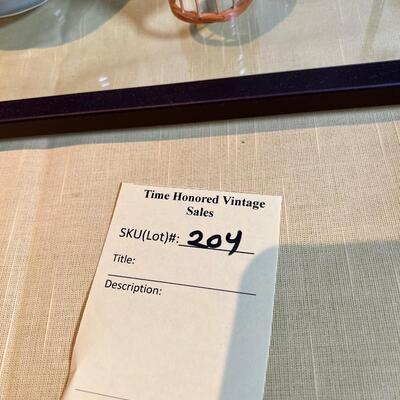 Time Honored Vintage
Sales
SKU(Lot)#: 204
Title:
Description: